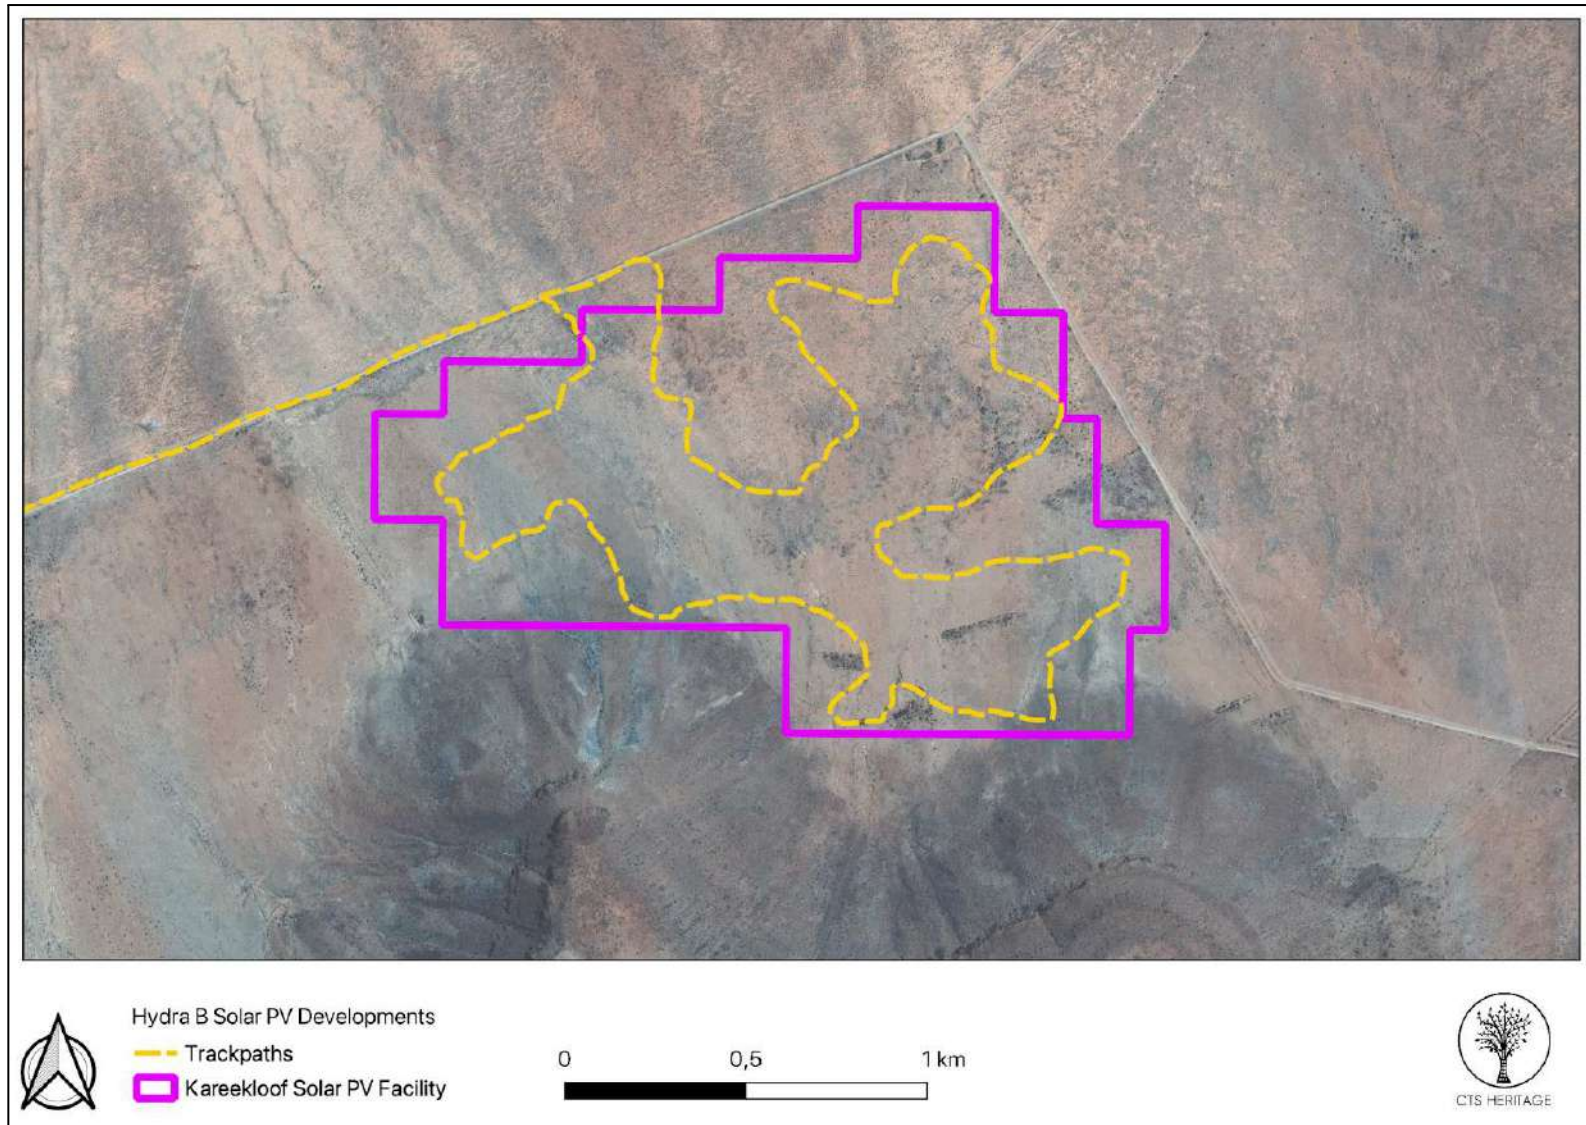 Hydra B Solar PV Developments
Trackpaths
Kareekloof Solar PV Facility
0 0,5 1 km
CTS HERITAGE